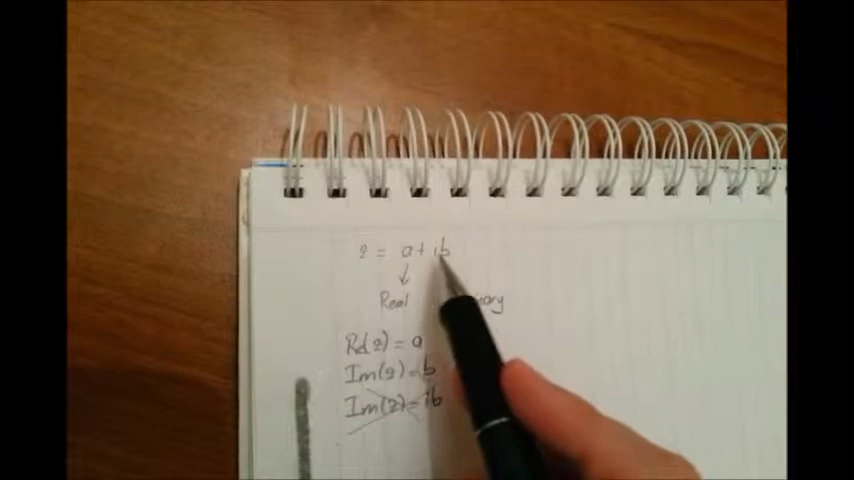 z = a + ib
↓
Real
Re(z) = a
Im(z) = b
Im(z) = ib